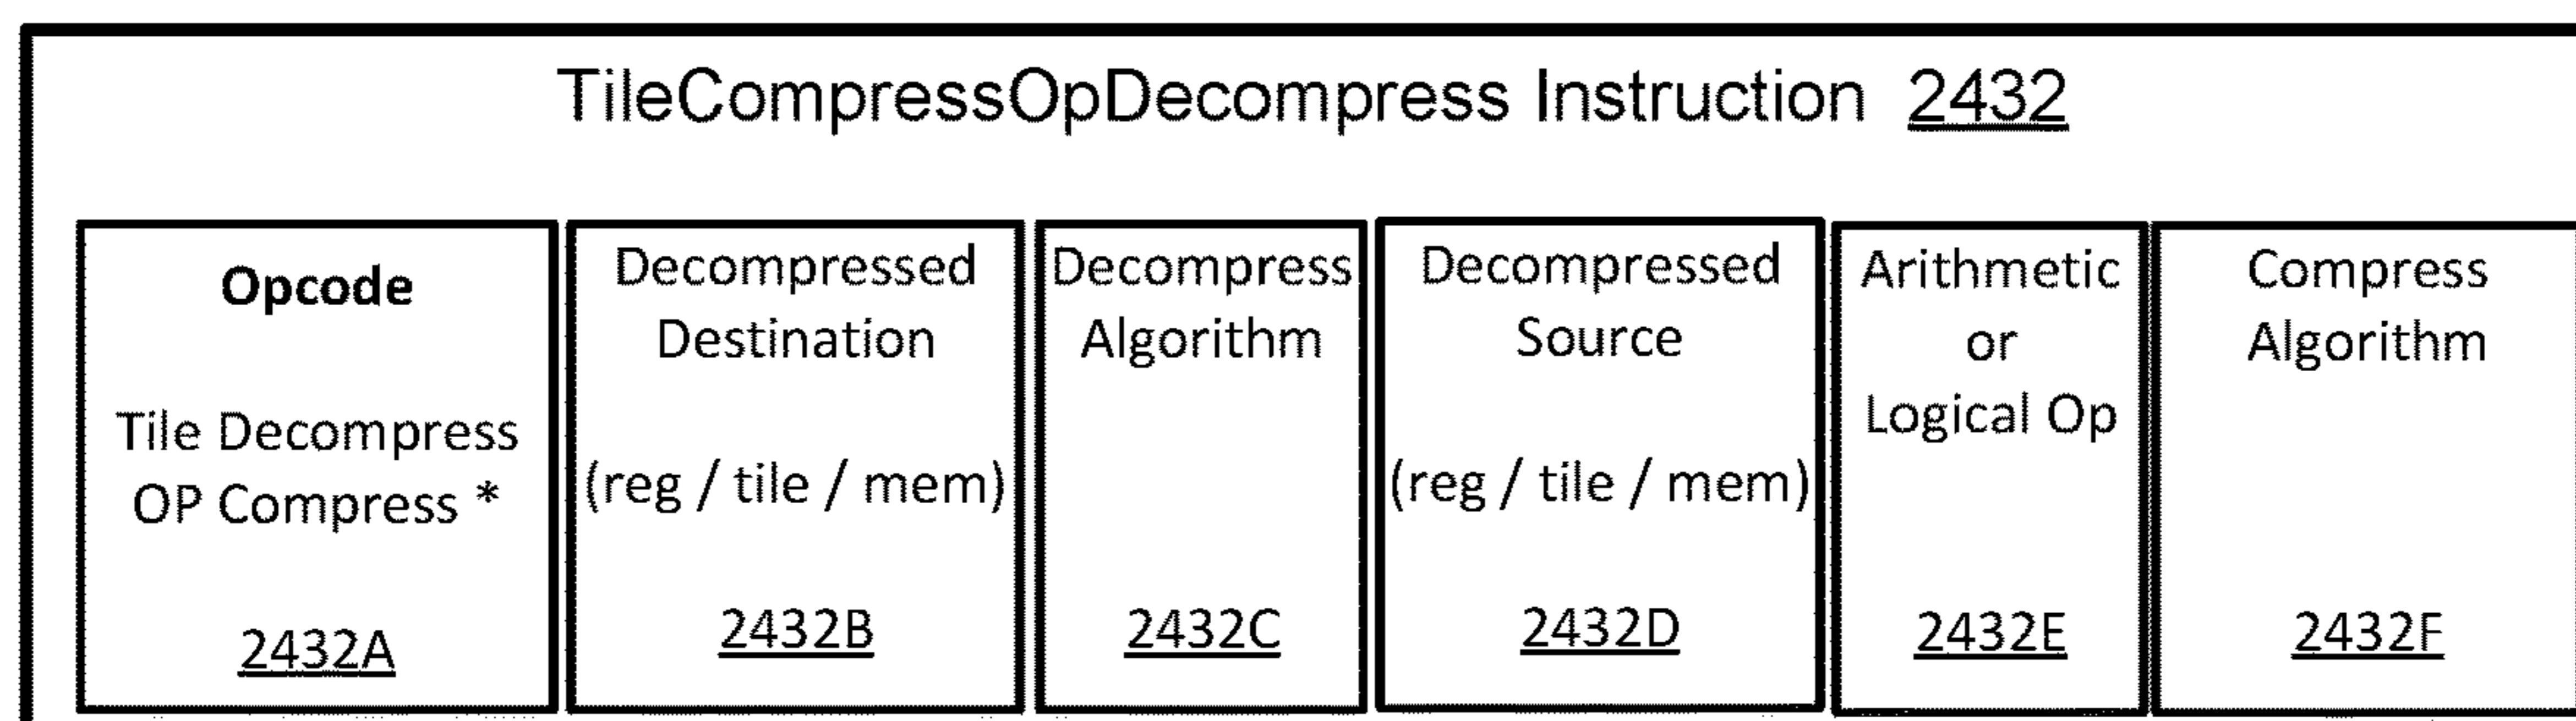 TileCompressOpDecompress Instruction 2432
Opcode
Tile Decompress
OP Compress *
2432A
Decompressed
Destination
(reg / tile / mem)
2432B
Decompress
Algorithm
2432C
Decompressed
Source
(reg / tile / mem)
2432D
Arithmetic
or
Logical Op
2432E
Compress
Algorithm
2432F